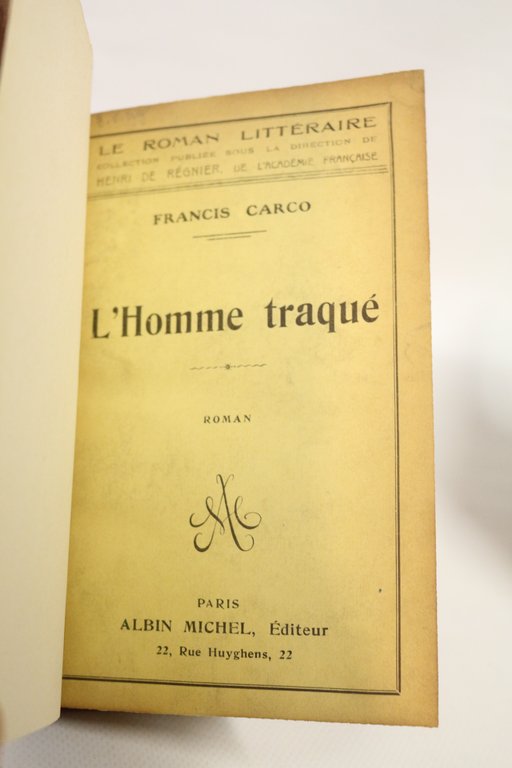 LE ROMAN LITTÉRAIRE
COLLECTION PUBLIÉE SOUS LA DIRECTION DE
HENRI DE RÉGNIER, DE L'ACADÉMIE FRANÇAISE
FRANCIS CARCO
L'Homme traqué
ROMAN
AM
PARIS
ALBIN MICHEL, Éditeur
22, Rue Huyghens, 22